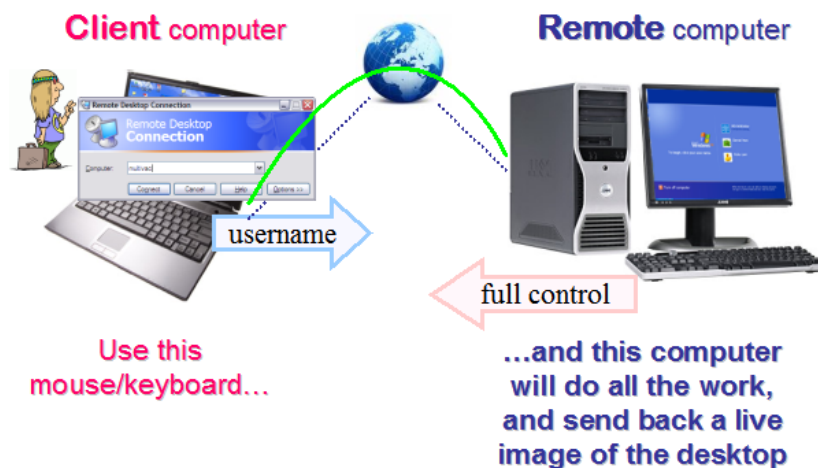 Client computer
Remote computer
Remote Desktop Connection
Remote Desktop
Connection
Computer:
multivac
Connect
Cancel
Help
Options >>
Windows
username
full control
Use this
mouse/keyboard…
…and this computer
will do all the work,
and send back a live
image of the desktop